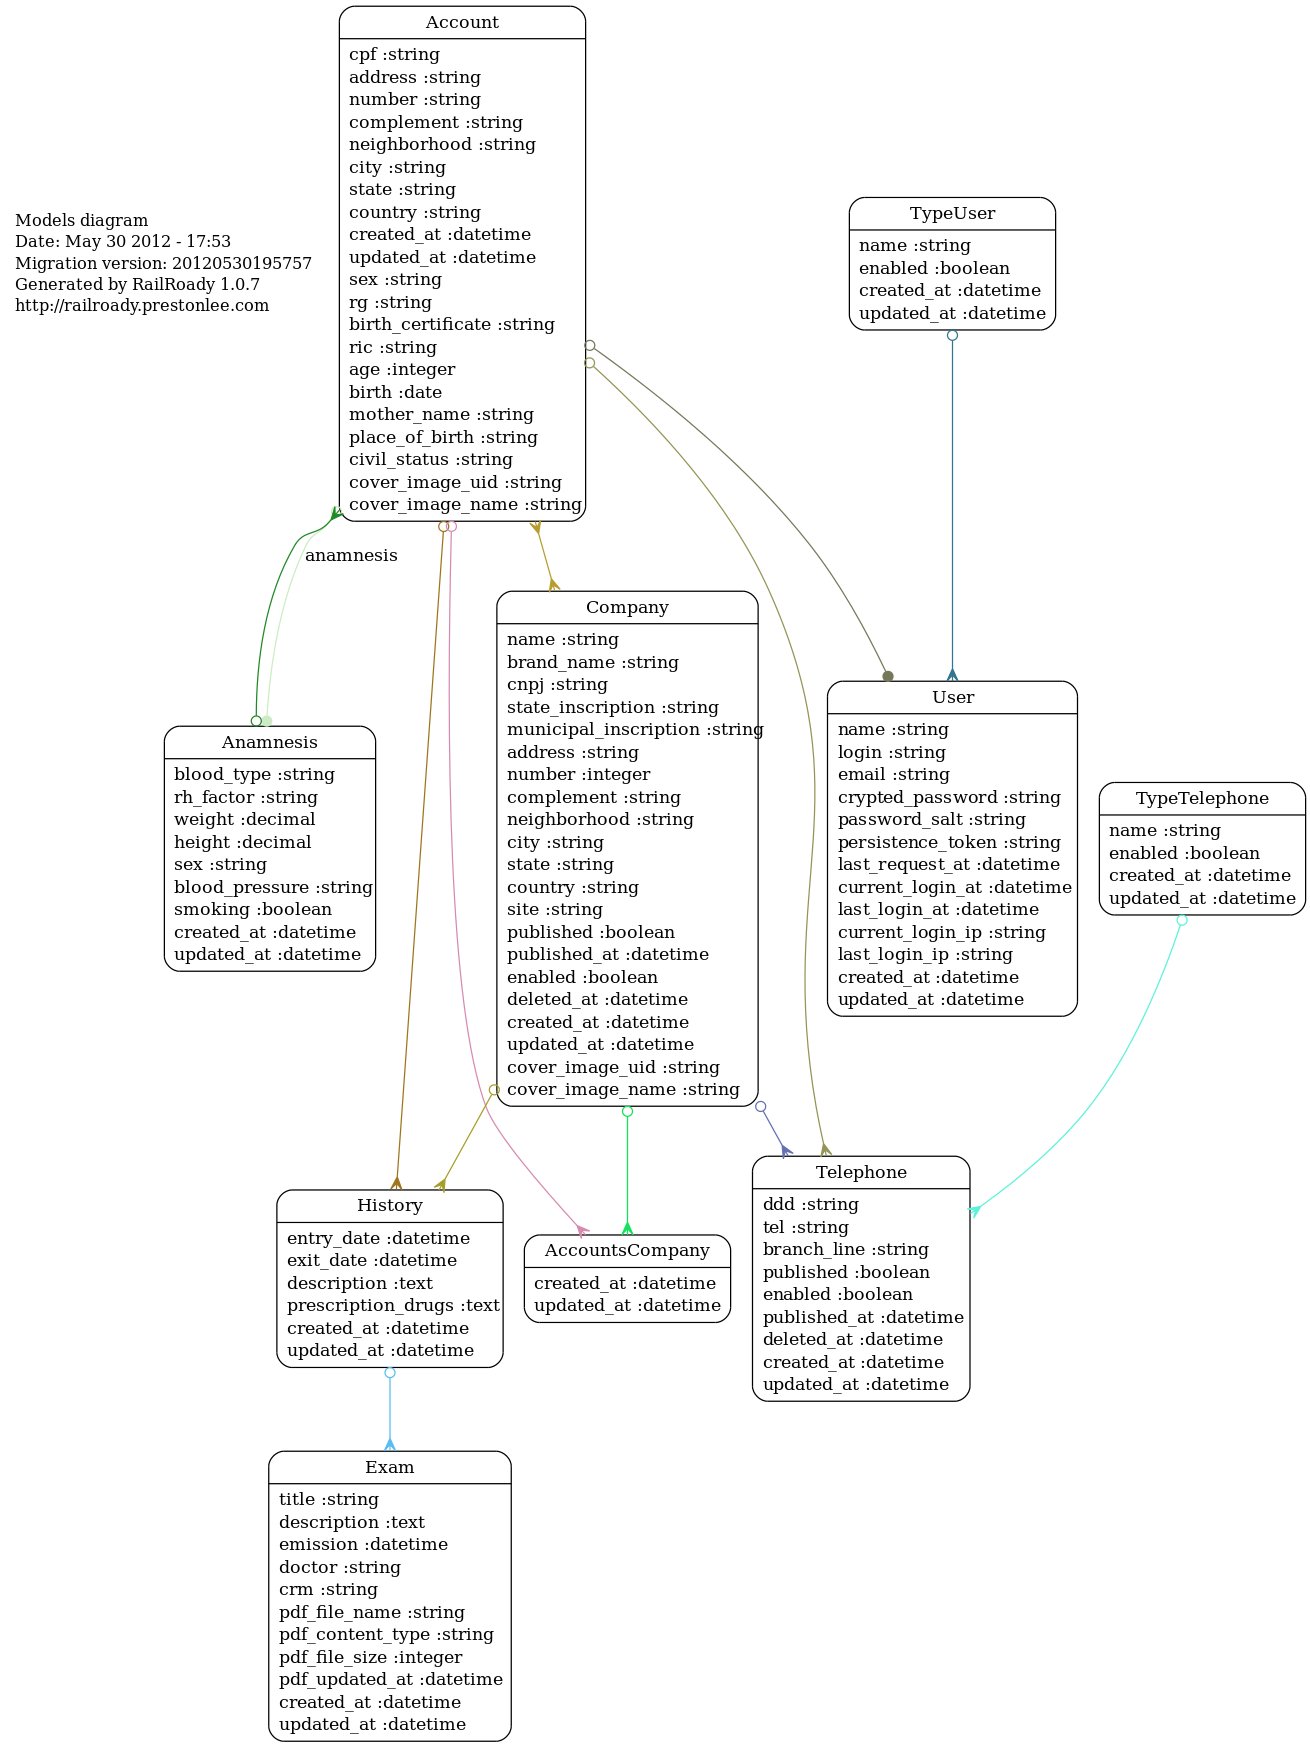 Models diagram
Date: May 30 2012 - 17:53
Migration version: 20120530195757
Generated by RailRoady 1.0.7
http://railroady.prestonlee.com
Account
cpf :string
address :string
number :string
complement :string
neighborhood :string
city :string
state :string
country :string
created_at :datetime
updated_at :datetime
sex :string
rg :string
birth_certificate :string
ric :string
age :integer
birth :date
mother_name :string
place_of_birth :string
civil_status :string
cover_image_uid :string
cover_image_name :string
TypeUser
name :string
enabled :boolean
created_at :datetime
updated_at :datetime
anamnesis
Company
name :string
brand_name :string
cnpj :string
state_inscription :string
municipal_inscription :string
address :string
number :integer
complement :string
neighborhood :string
city :string
state :string
country :string
site :string
published :boolean
published_at :datetime
enabled :boolean
deleted_at :datetime
created_at :datetime
updated_at :datetime
cover_image_uid :string
cover_image_name :string
User
name :string
login :string
email :string
crypted_password :string
password_salt :string
persistence_token :string
last_request_at :datetime
current_login_at :datetime
last_login_at :datetime
current_login_ip :string
last_login_ip :string
created_at :datetime
updated_at :datetime
Anamnesis
blood_type :string
rh_factor :string
weight :decimal
height :decimal
sex :string
blood_pressure :string
smoking :boolean
created_at :datetime
updated_at :datetime
TypeTelephone
name :string
enabled :boolean
created_at :datetime
updated_at :datetime
Telephone
ddd :string
tel :string
branch_line :string
published :boolean
enabled :boolean
published_at :datetime
deleted_at :datetime
created_at :datetime
updated_at :datetime
History
entry_date :datetime
exit_date :datetime
description :text
prescription_drugs :text
created_at :datetime
updated_at :datetime
AccountsCompany
created_at :datetime
updated_at :datetime
Exam
title :string
description :text
emission :datetime
doctor :string
crm :string
pdf_file_name :string
pdf_content_type :string
pdf_file_size :integer
pdf_updated_at :datetime
created_at :datetime
updated_at :datetime